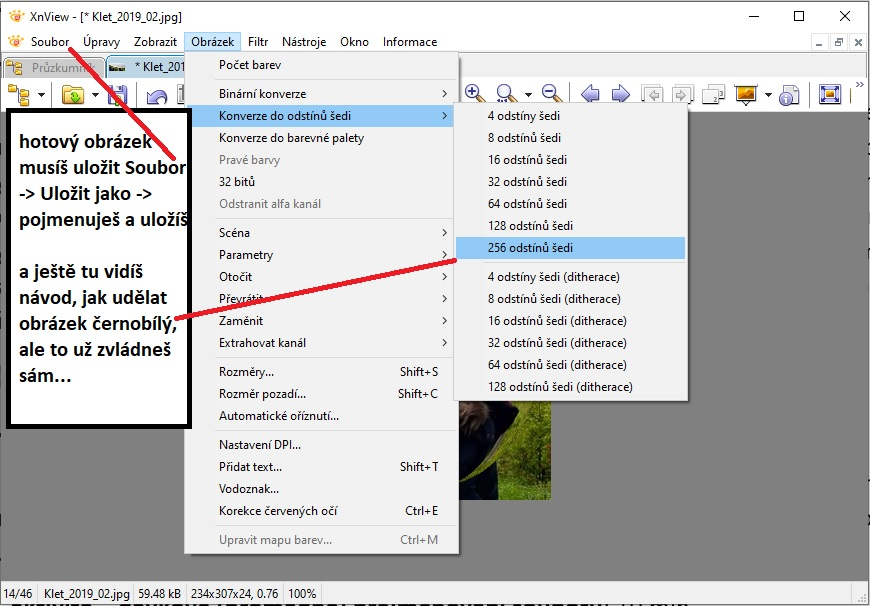 XnView - [* Klet_2019_02.jpg]
Soubor Úpravy Zobrazit Obrázek Filtr Nástroje Okno Informace
Průzkumník * Klet_201
hotový obrázek
musíš uložit Soubor
-> Uložit jako ->
pojmenuješ a uložíš
a ještě tu vidíš
návod, jak udělat
obrázek černobílý,
ale to už zvládneš
sám...
Počet barev
Binární konverze
Konverze do odstínů šedi
Konverze do barevné palety
Pravé barvy
32 bitů
Odstranit alfa kanál
Scéna
Parametry
Otočit
Převrátit
Zaměnit
Extrahovat kanál
Rozměry... Shift+S
Rozměr pozadí... Shift+C
Automatické oříznutí...
Nastavení DPI...
Přidat text... Shift+T
Vodoznak...
Korekce červených očí Ctrl+E
Upravit mapu barev... Ctrl+M
4 odstíny šedi
8 odstínů šedi
16 odstínů šedi
32 odstínů šedi
64 odstínů šedi
128 odstínů šedi
256 odstínů šedi
4 odstíny šedi (ditherace)
8 odstínů šedi (ditherace)
16 odstínů šedi (ditherace)
32 odstínů šedi (ditherace)
64 odstínů šedi (ditherace)
128 odstínů šedi (ditherace)
14/46 Klet_2019_02.jpg 59.48 kB 234x307x24, 0.76 100%